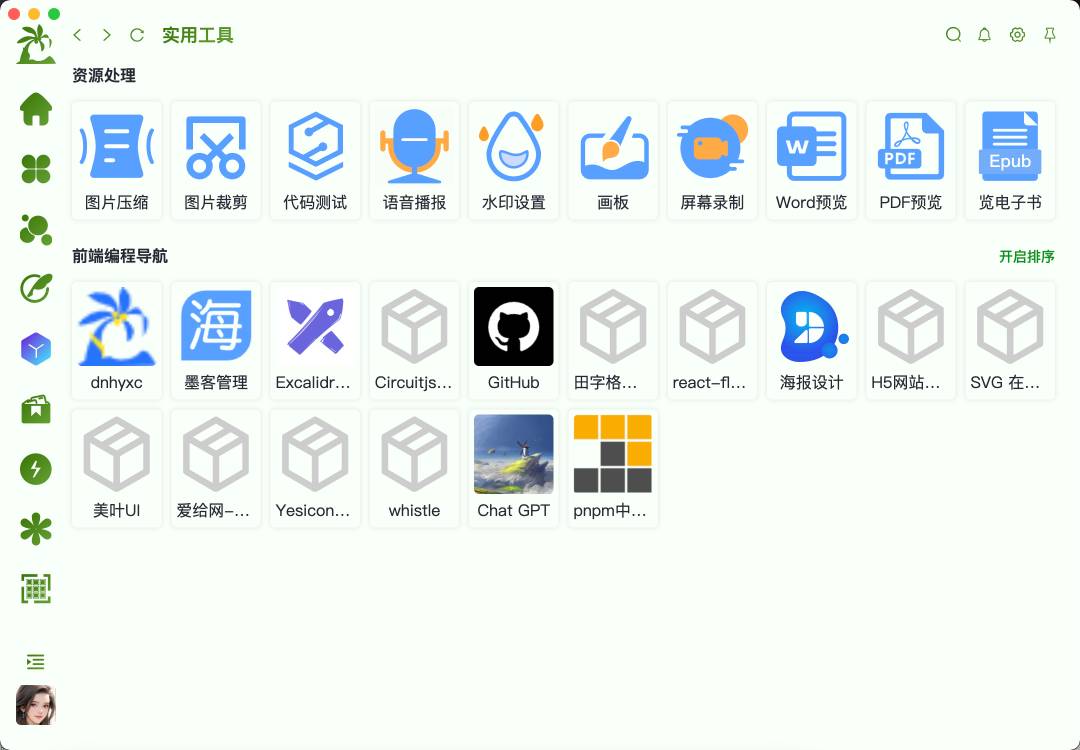 实用工具
资源处理
W
PDF
Epub
图片压缩
图片裁剪
代码测试
语音播报
水印设置
画板
屏幕录制
Word预览
PDF预览
览电子书
前端编程导航
开启排序
海
dnhyxc
墨客管理
Excalidr...
Circuitjs...
GitHub
田字格...
react-fl...
海报设计
H5网站...
SVG 在...
美叶UI
爱给网-...
Yesicon...
whistle
Chat GPT
pnpm中...